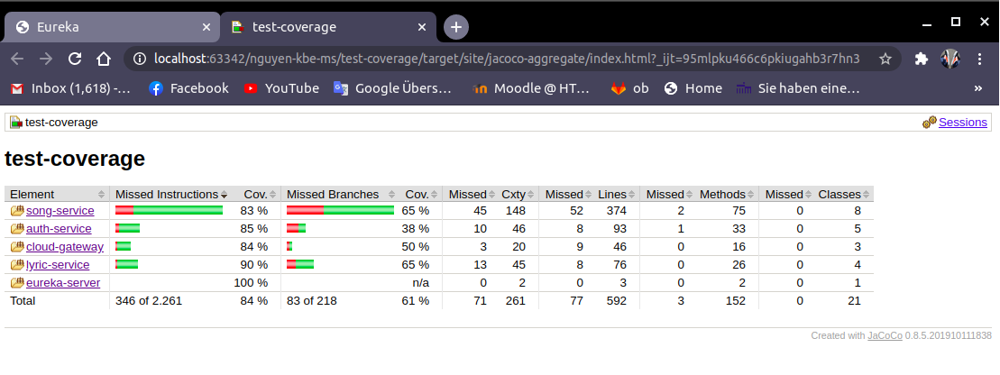 Eureka
test-coverage
localhost:63342/nguyen-kbe-ms/test-coverage/target/site/jacoco-aggregate/index.html?_ijt=95mlpku466c6pkiugahb3r7hn3
Inbox (1,618) -... Facebook YouTube Google Übers... Moodle @ HT... ob Home Sie haben eine... »
test-coverage Sessions
test-coverage
Element Missed Instructions Cov. Missed Branches Cov. Missed Cxty Missed Lines Missed Methods Missed Classes
song-service 83 % 65 % 45 148 52 374 2 75 0 8
auth-service 85 % 38 % 10 46 8 93 1 33 0 5
cloud-gateway 84 % 50 % 3 20 9 46 0 16 0 3
lyric-service 90 % 65 % 13 45 8 76 0 26 0 4
eureka-server 100 % n/a 0 2 0 3 0 2 0 1
Total 346 of 2.261 84 % 83 of 218 61 % 71 261 77 592 3 152 0 21
Created with JaCoCo 0.8.5.201910111838